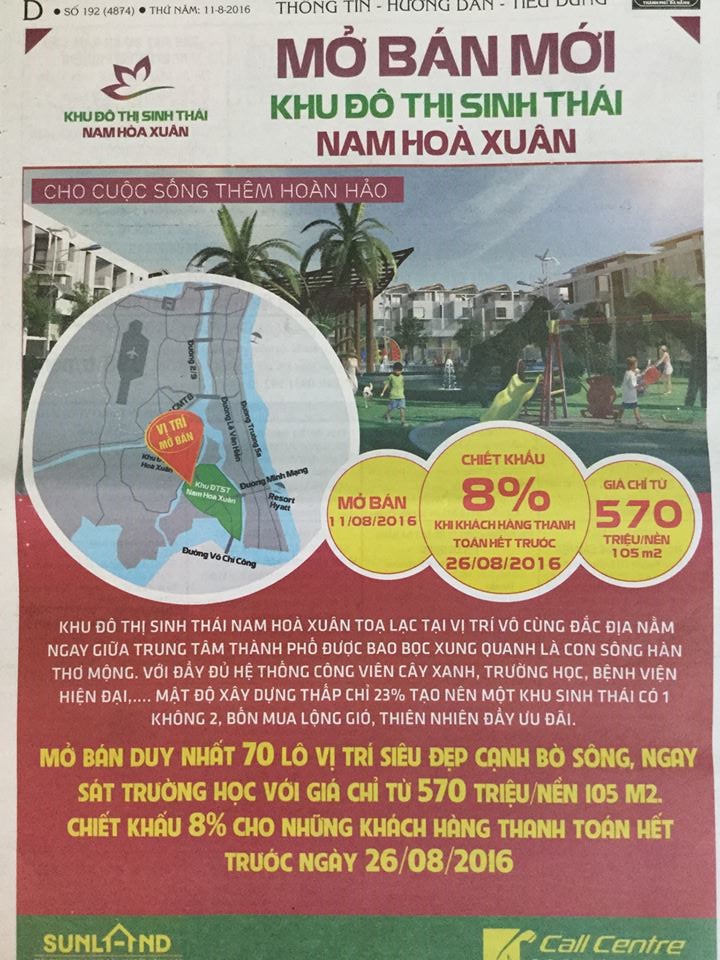 D • SỐ 192 (4874) • THỨ NĂM: 11-8-2016 THÔNG TIN - HƯỚNG DẪN - TIÊU DÙNG
THÀNH PHỐ ĐÀ NẴNG
MỞ BÁN MỚI
KHU ĐÔ THỊ SINH THÁI
NAM HOÀ XUÂN
KHU ĐÔ THỊ SINH THÁI
NAM HÒA XUÂN
CHO CUỘC SỐNG THÊM HOÀN HẢO
Đường 2/9
CMT8
Đường Lê Văn Hiến
Đường Trường Sa
VỊ TRÍ
MỞ BÁN
Hoà Xuân
Khu ĐTST
Nam Hoà Xuân
Đường Minh Mạng
Resort
Hyatt
Đường Võ Chí Công
MỞ BÁN
11/08/2016
CHIẾT KHẤU
8%
KHI KHÁCH HÀNG THANH
TOÁN HẾT TRƯỚC
26/08/2016
GIÁ CHỈ TỪ
570
TRIỆU/NỀN
105 m2
KHU ĐÔ THỊ SINH THÁI NAM HOÀ XUÂN TOẠ LẠC TẠI VỊ TRÍ VÔ CÙNG ĐẮC ĐỊA NẰM
NGAY GIỮA TRUNG TÂM THÀNH PHỐ ĐƯỢC BAO BỌC XUNG QUANH LÀ CON SÔNG HÀN
THƠ MỘNG. VỚI ĐẦY ĐỦ HỆ THỐNG CÔNG VIÊN CÂY XANH, TRƯỜNG HỌC, BỆNH VIỆN
HIỆN ĐẠI,.... MẬT ĐỘ XÂY DỰNG THẤP CHỈ 23% TẠO NÊN MỘT KHU SINH THÁI CÓ 1
KHÔNG 2, BỐN MUA LỘNG GIÓ, THIÊN NHIÊN ĐẦY ƯU ĐÃI.
MỞ BÁN DUY NHẤT 70 LÔ VỊ TRÍ SIÊU ĐẸP CẠNH BỜ SÔNG, NGAY
SÁT TRƯỜNG HỌC VỚI GIÁ CHỈ TỪ 570 TRIỆU/NỀN 105 M2.
CHIẾT KHẤU 8% CHO NHỮNG KHÁCH HÀNG THANH TOÁN HẾT
TRƯỚC NGÀY 26/08/2016
SUNLAND
Call Centre